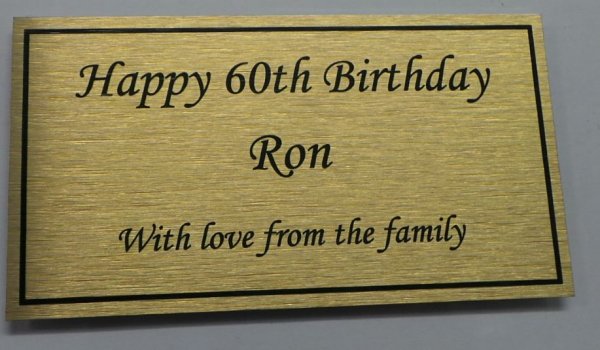 Happy 60th Birthday
Ron
With love from the family